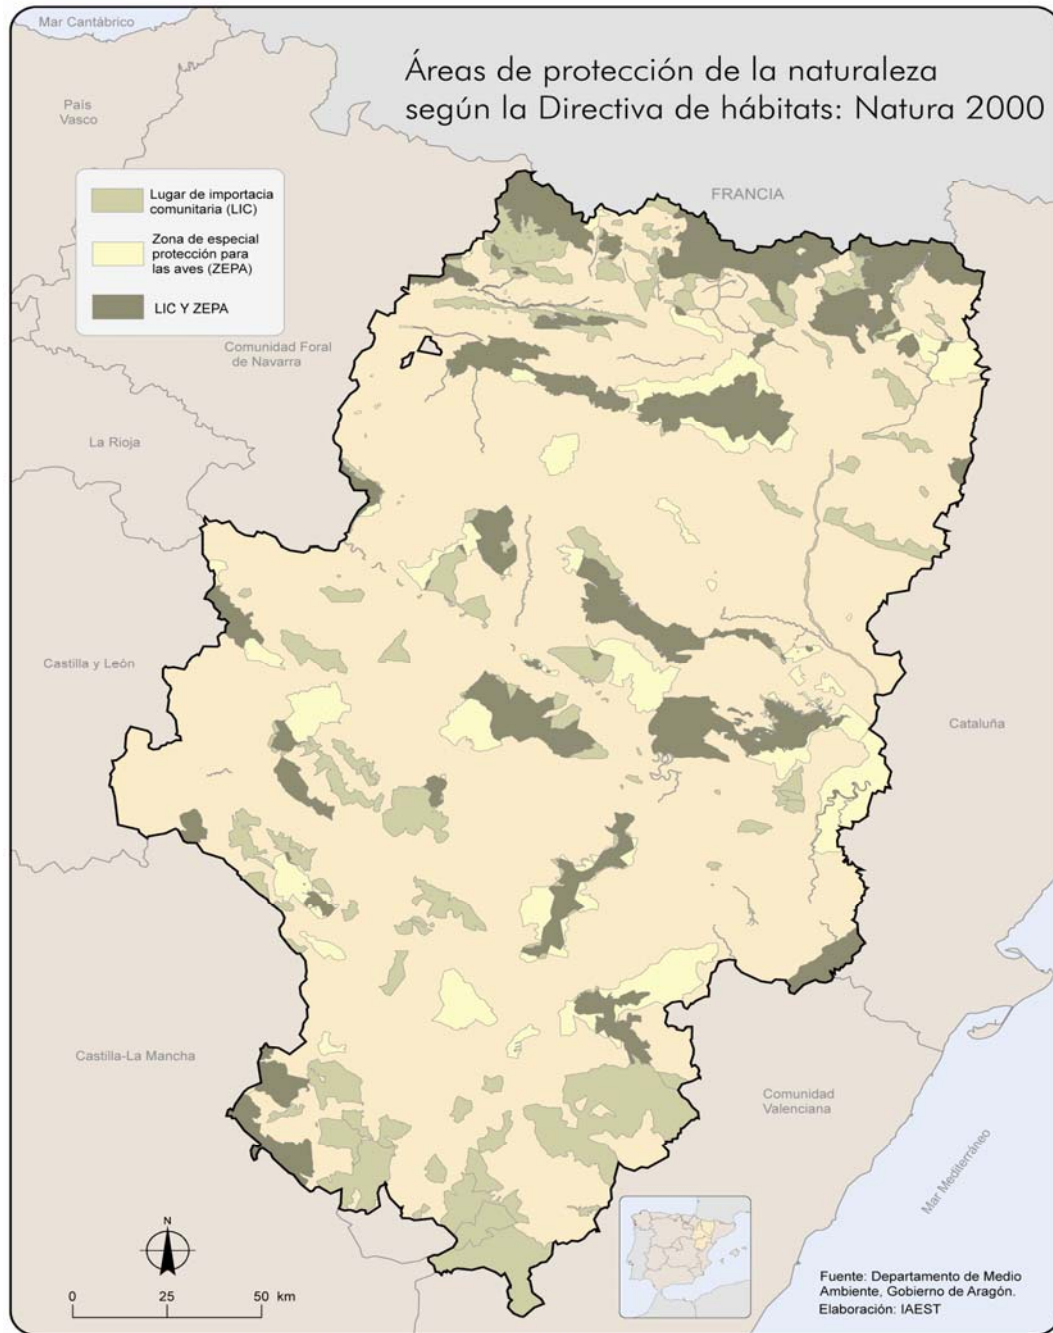 Mar Cantábrico
Áreas de protección de la naturaleza
según la Directiva de hábitats: Natura 2000
País
Vasco
FRANCIA
Lugar de importacia
comunitaria (LIC)
Zona de especial
protección para
las aves (ZEPA)
LIC Y ZEPA
Comunidad Foral
de Navarra
La Rioja
Castilla y León
Cataluña
Castilla-La Mancha
Comunidad
Valenciana
Mar Mediterráneo
N
0 25 50 km
Fuente: Departamento de Medio
Ambiente, Gobierno de Aragón.
Elaboración: IAEST